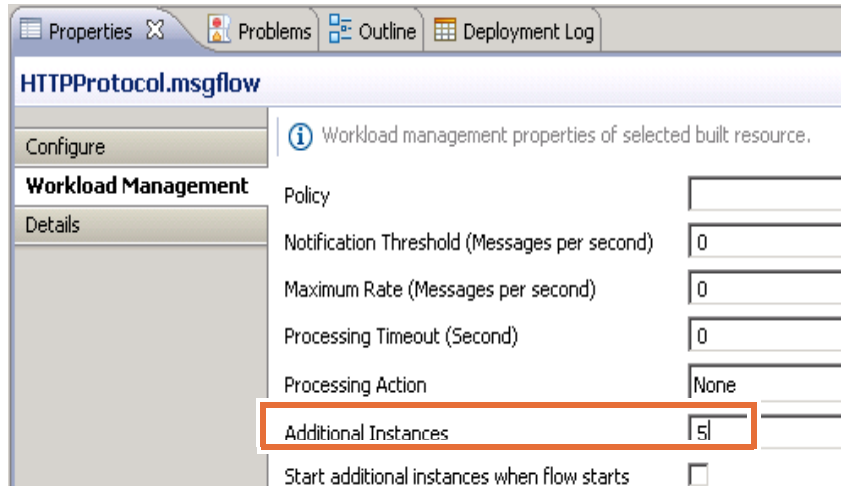 Properties Problems Outline Deployment Log
HTTPProtocol.msgflow
Configure
Workload Management
Details
Workload management properties of selected built resource.
Policy
Notification Threshold (Messages per second) 0
Maximum Rate (Messages per second) 0
Processing Timeout (Second) 0
Processing Action None
Additional Instances 5
Start additional instances when flow starts